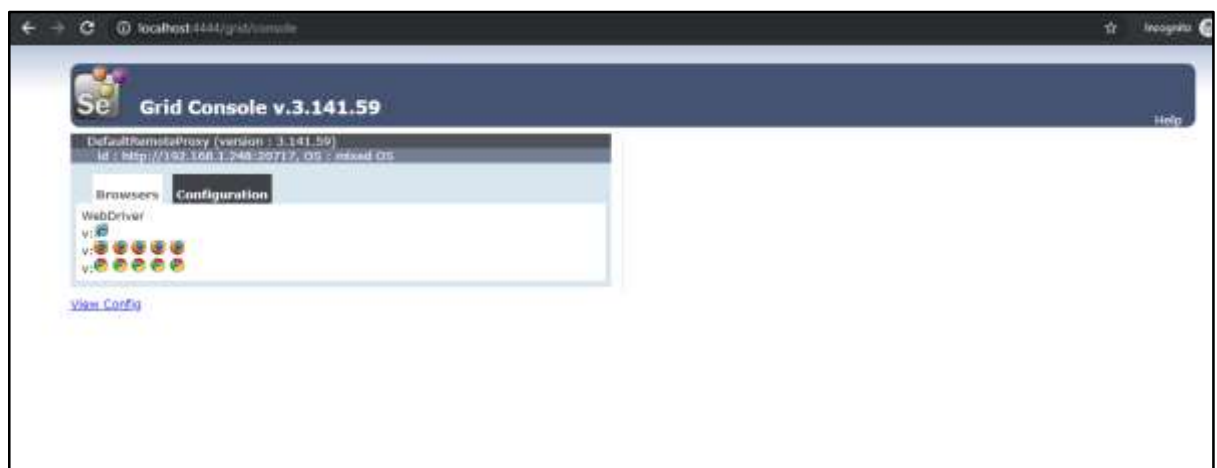 localhost:4444/grid/console
Incognito
Se
Grid Console v.3.141.59
Help
DefaultRemoteProxy (version : 3.141.59)
id : http://192.168.1.248:20717, OS : mixed OS
Browsers Configuration
WebDriver
v:
v:
v:
View Config